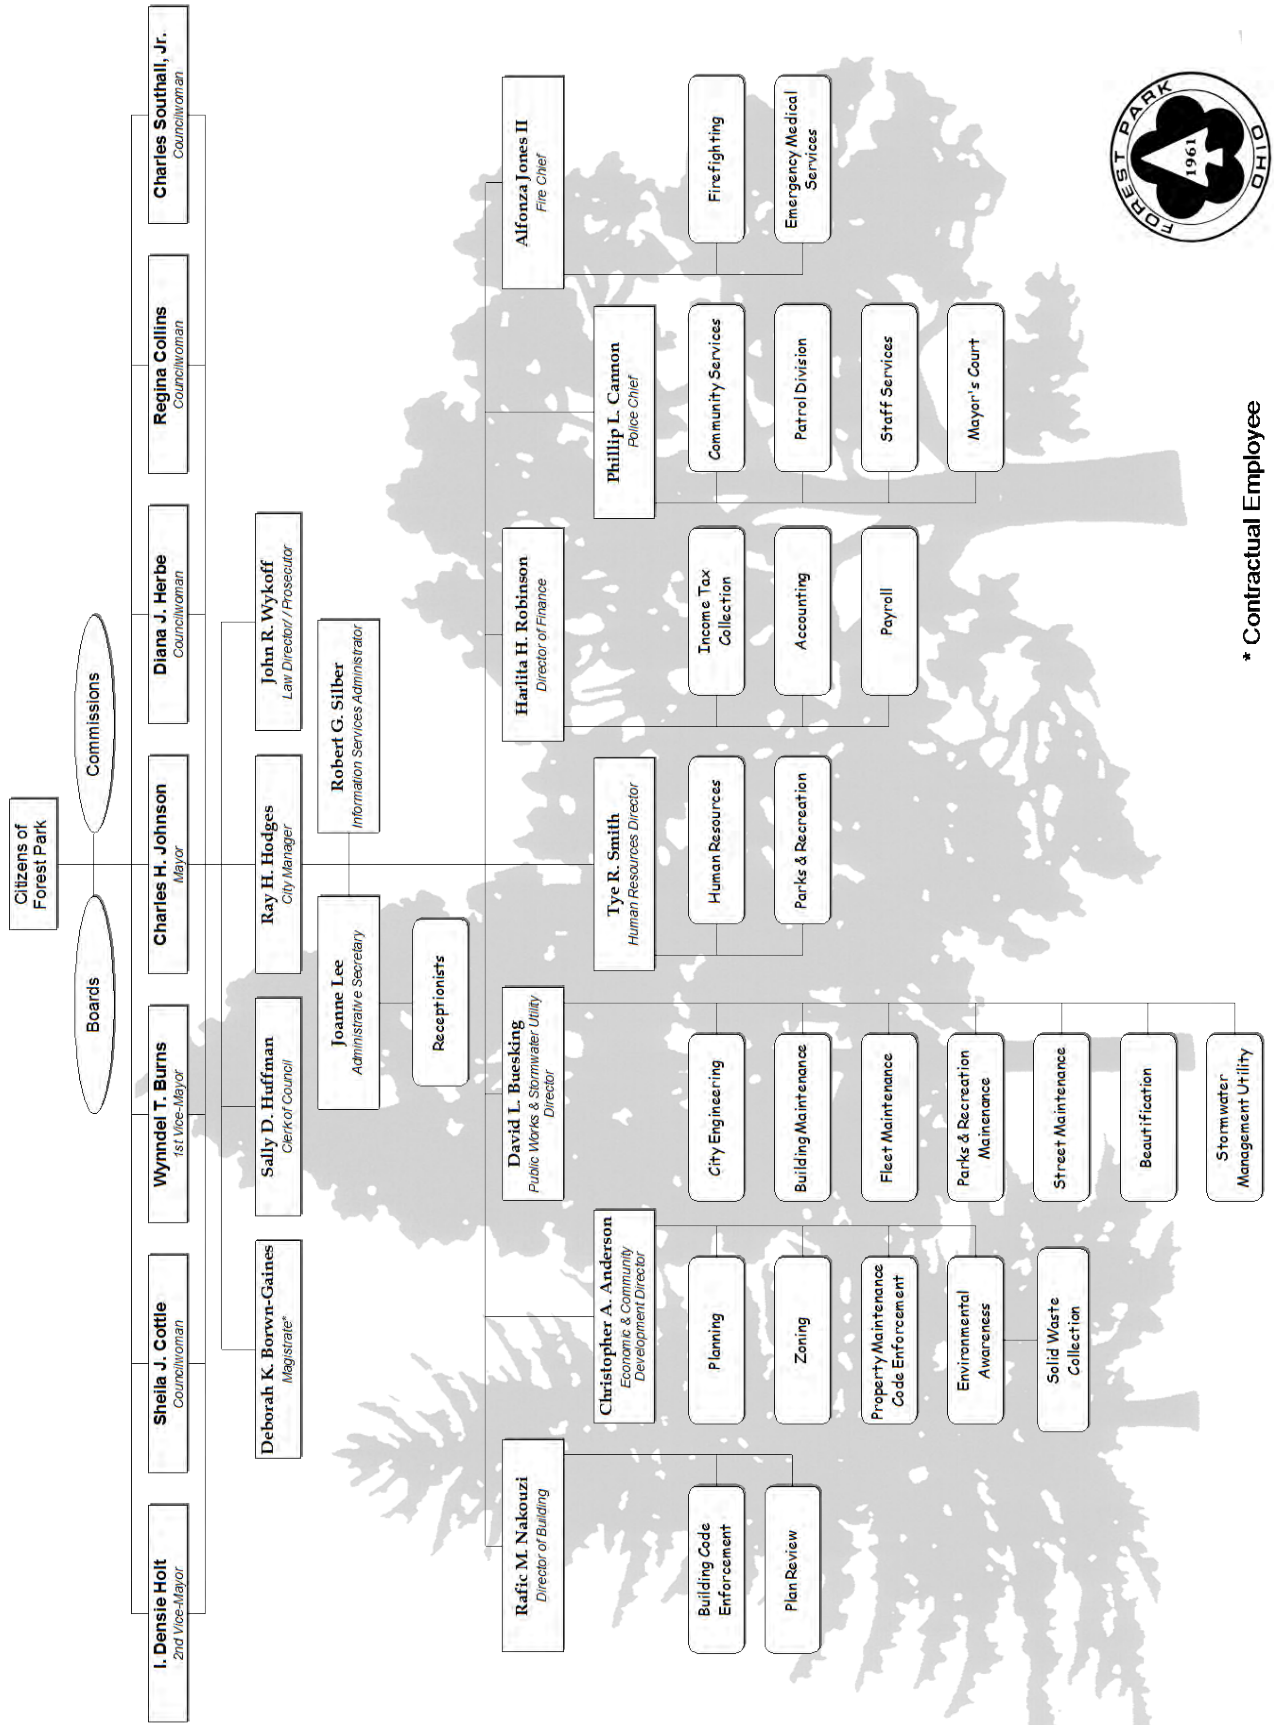 Citizens of
Forest Park
Boards
Commissions
I. Densie Holt
2nd Vice-Mayor
Sheila J. Cottle
Councilwoman
Wynndel T. Burns
1st Vice-Mayor
Charles H. Johnson
Mayor
Diana J. Herbe
Councilwoman
Regina Collins
Councilwoman
Charles Southall, Jr.
Councilwoman
Deborah K. Borwn-Gaines
Magistrate*
Sally D. Huffman
Clerk of Council
Ray H. Hodges
City Manager
John R. Wykoff
Law Director/ / Prosecutor
Joanne Lee
Administrative Secretary
Robert G. Silber
Information Services Administrator
Receptionists
Rafic M. Nakouzi
Director of Building
Building Code
Enforcement
Plan Review
Christopher A. Anderson
Economic & Community
Development Director
Planning
Zoning
Property Maintenance
Code Enforcement
Environmental
Awareness
Solid Waste
Collection
David L. Buesking
Public Works & Stormwater Utility
Director
City Engineering
Building Maintenance
Fleet Maintenance
Parks & Recreation
Mainenance
Street Maintenance
Beautification
Stormwater
Management Utility
Tye R. Smith
Human Resources Director
Human Resources
Parks & Recreation
Harlita H. Robinson
Director of Finance
Income Tax
Collection
Accounting
Payroll
Phillip L. Cannon
Police Chief
Community Services
Patrol Division
Staff Services
Mayor's Court
Alfonza Jones II
Fire Chief
Firefighting
Emergency Medical
Services
* Contractual Employee
FOREST PARK
1961
OHIO